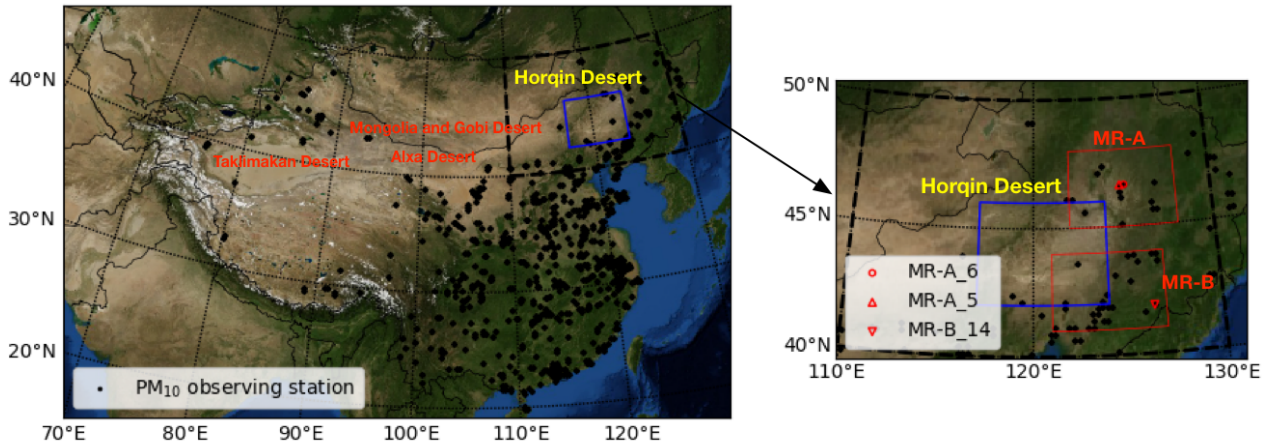 40°N
30°N
20°N
70°E
80°E
90°E
100°E
110°E
120°E
Horqin Desert
Mongolia and Gobi Desert
Taklimakan Desert
Alxa Desert
PM₁₀ observing station
50°N
45°N
40°N
110°E
120°E
130°E
MR-A
Horqin Desert
MR-B
MR-A_6
MR-A_5
MR-B_14